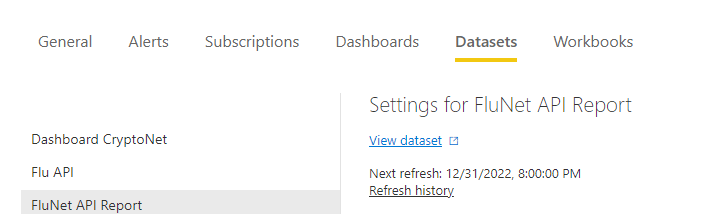 General Alerts Subscriptions Dashboards Datasets Workbooks
Settings for FluNet API Report
View dataset
Dashboard CryptoNet
Flu API
FluNet API Report
Next refresh: 12/31/2022, 8:00:00 PM
Refresh history